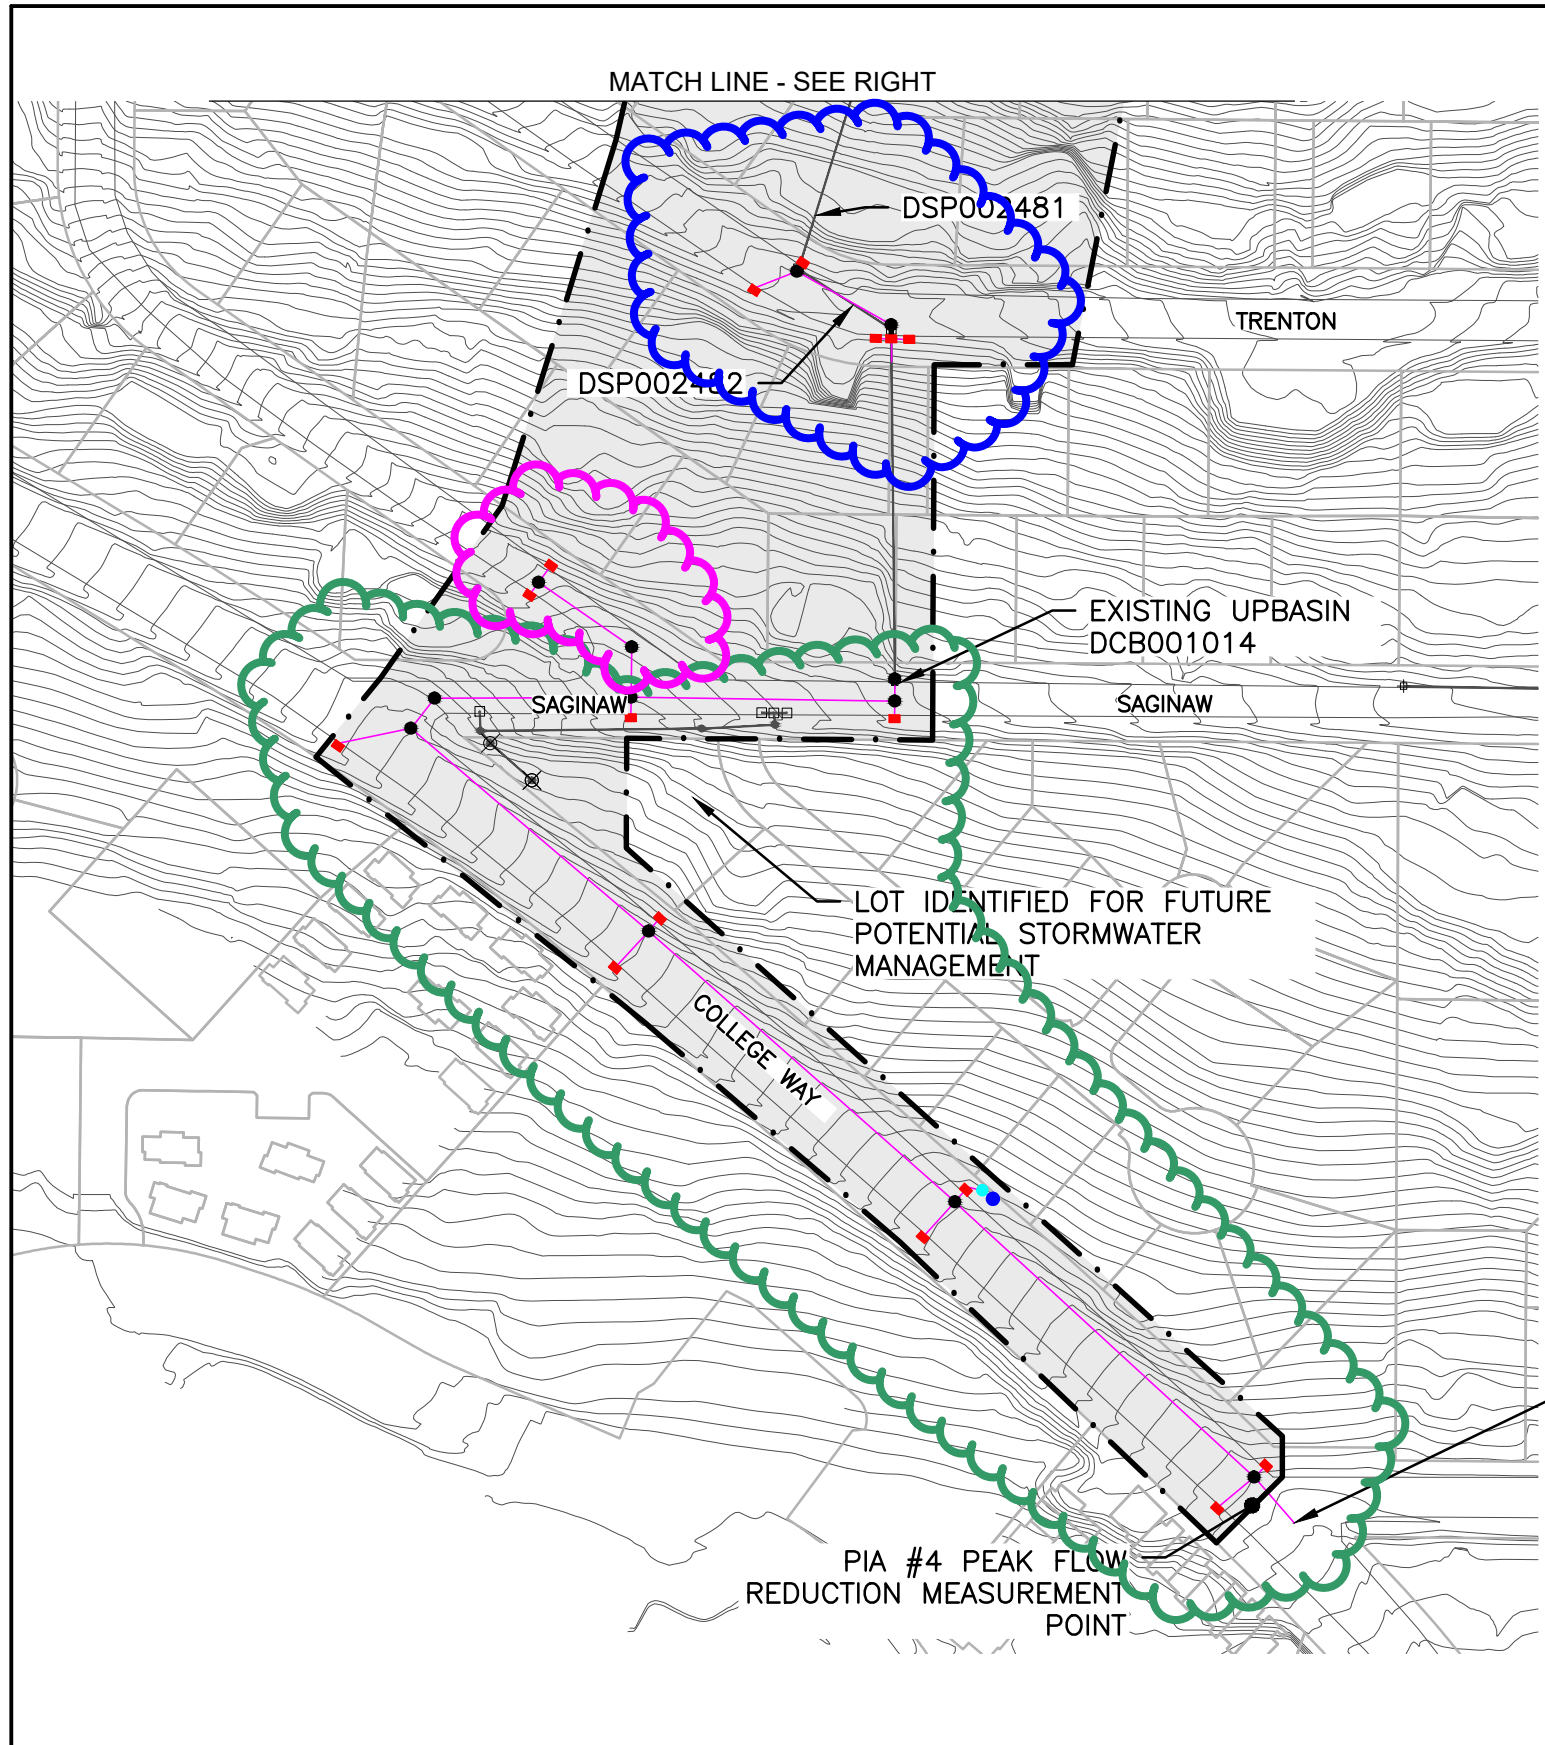 MATCH LINE - SEE RIGHT
DSP002481
TRENTON
DSP002482
EXISTING UPBASIN
DCB001014
SAGINAW
SAGINAW
LOT IDENTIFIED FOR FUTURE
POTENTIAL STORMWATER
MANAGEMENT
COLLEGE WAY
PIA #4 PEAK FLOW
REDUCTION MEASUREMENT
POINT